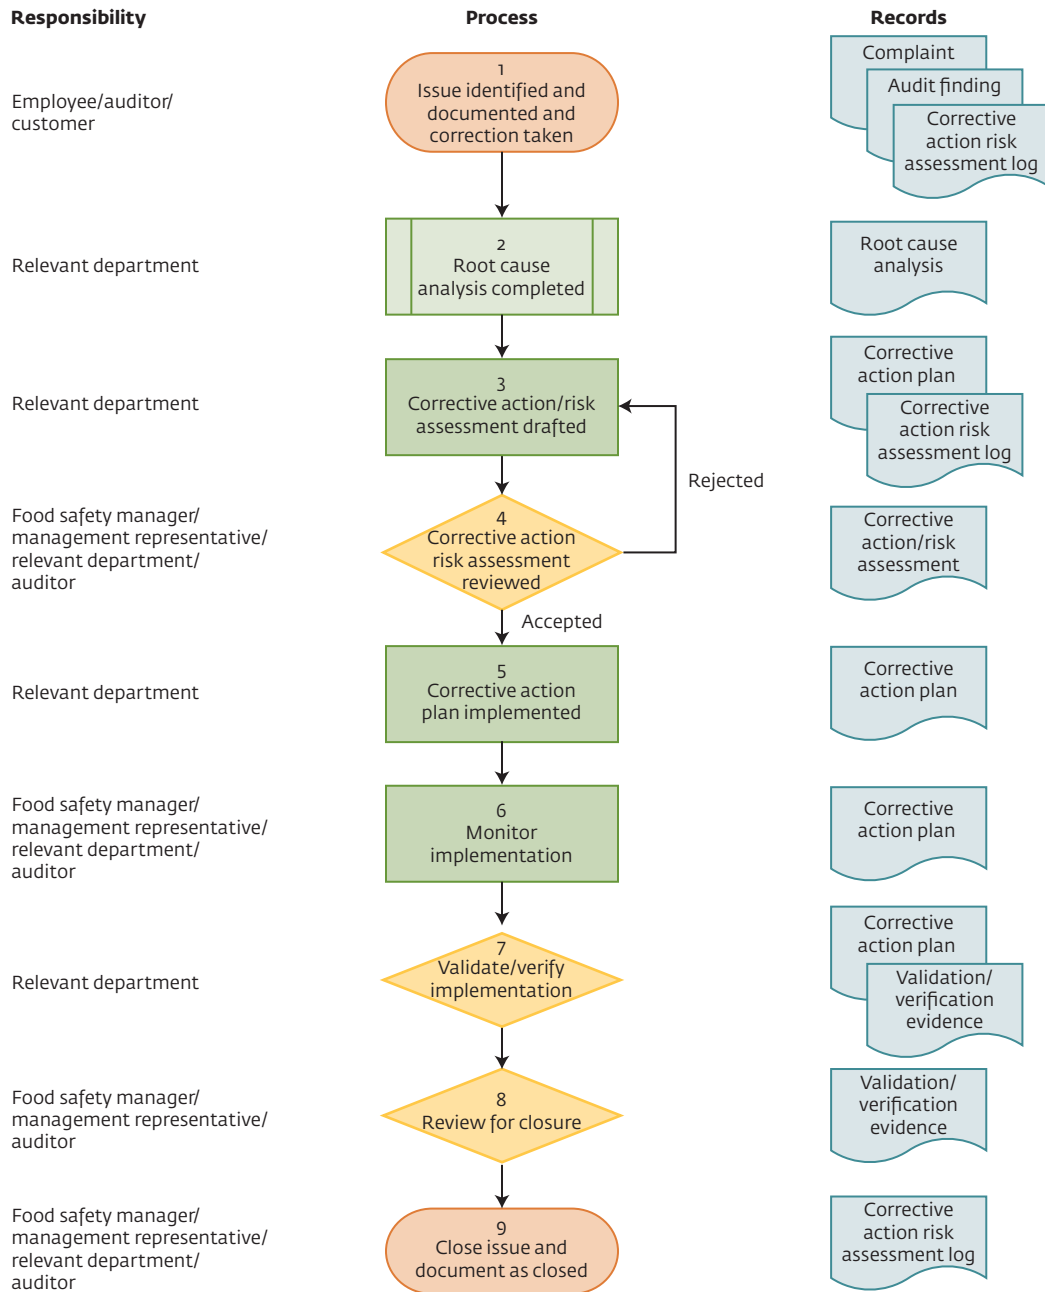 Responsibility
Process
Records
Employee/auditor/
customer
1
Issue identified and
documented and
correction taken
Complaint
Audit finding
Corrective
action risk
assessment log
Relevant department
2
Root cause
analysis completed
Root cause
analysis
Relevant department
3
Corrective action/risk
assessment drafted
Corrective
action plan
Corrective
action risk
assessment log
Rejected
Food safety manager/
management representative/
relevant department/
auditor
4
Corrective action
risk assessment
reviewed
Corrective
action/risk
assessment
Accepted
Relevant department
5
Corrective action
plan implemented
Corrective
action plan
Food safety manager/
management representative/
relevant department/
auditor
6
Monitor
implementation
Corrective
action plan
Relevant department
7
Validate/verify
implementation
Corrective
action plan
Validation/
verification
evidence
Food safety manager/
management representative/
auditor
8
Review for closure
Validation/
verification
evidence
Food safety manager/
management representative/
relevant department/
auditor
9
Close issue and
document as closed
Corrective
action risk
assessment log